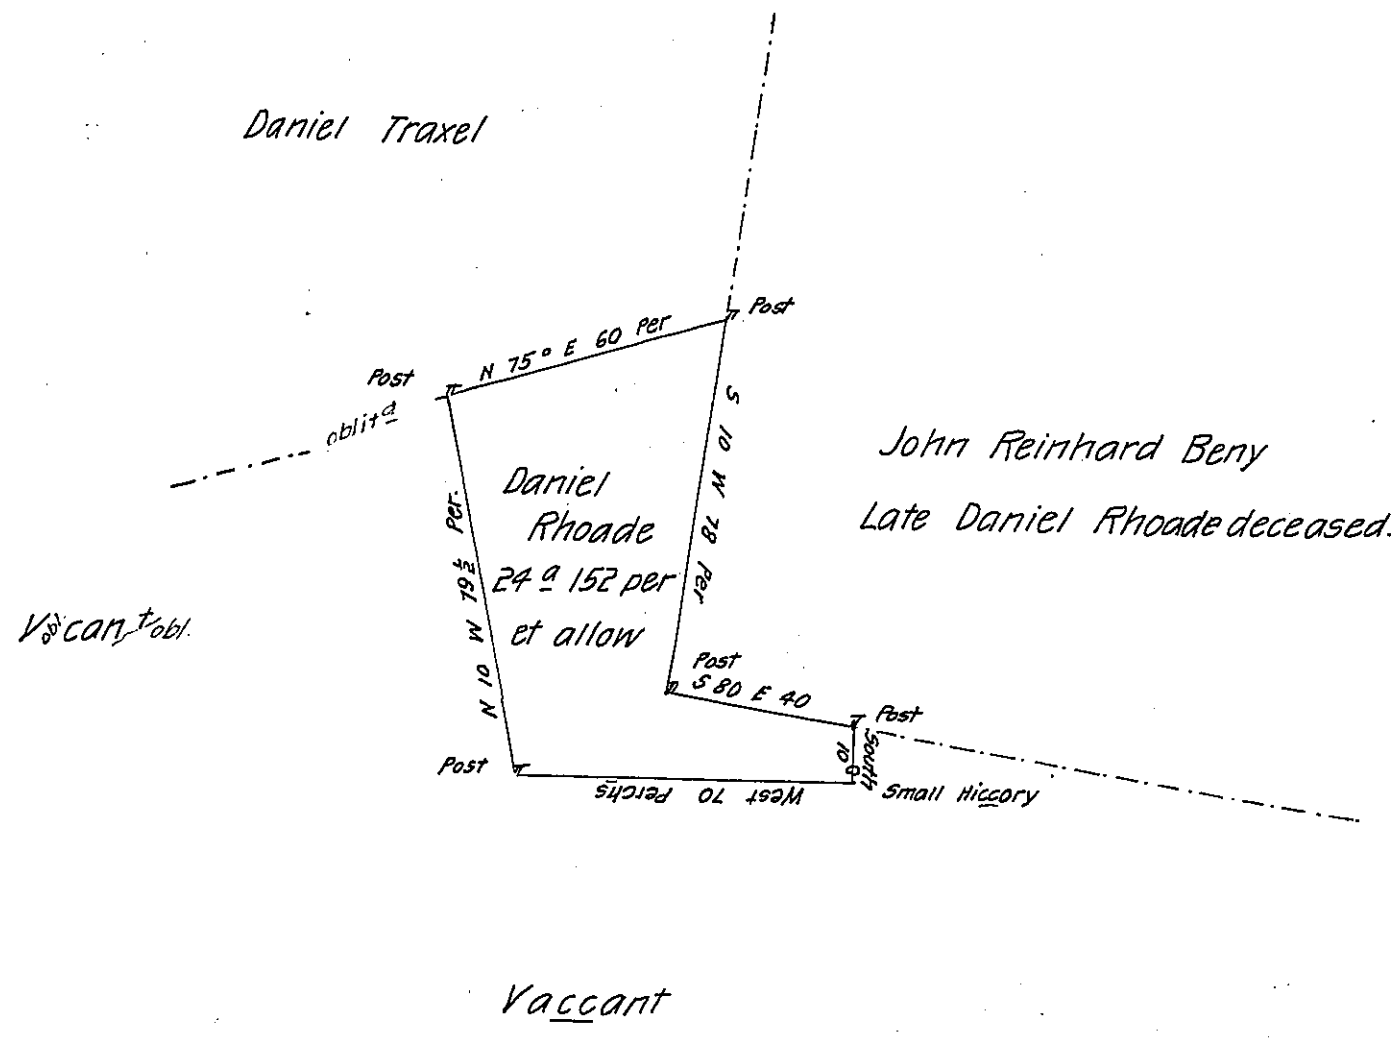 Daniel Traxel
Post
N 75° E 60 Per
Post
oblitd
S 10 W 78 Per
John Reinhard Beny
Late Daniel Rhoade deceased.
Daniel
Rhoade
24 a 152 per
et allow
N 10 W 79½ Per.
Vacant obl.
obl.
Post
S 80 E 40
Post
South
10
Small Hiccory
Post
West 70 Perchs
Vaccant